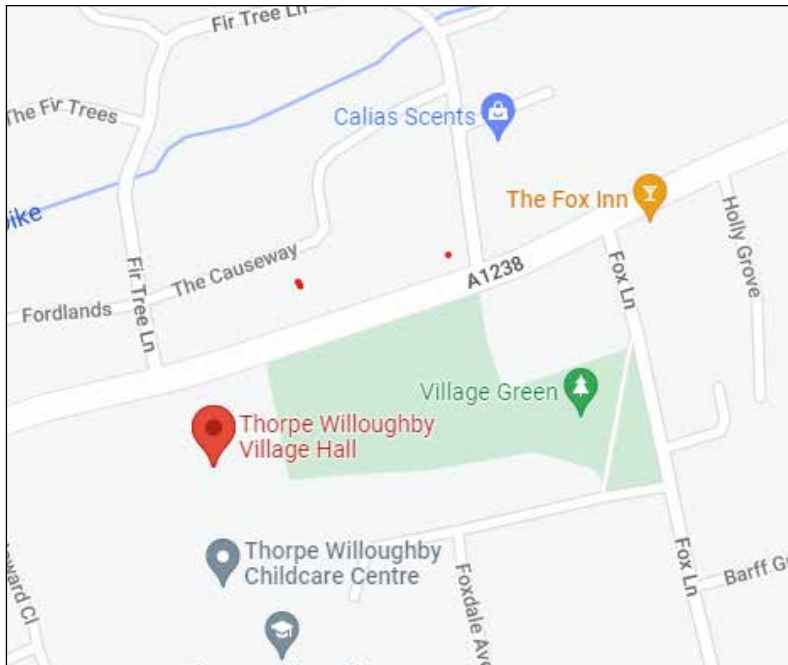 Fir Tree Ln
Calias Scents
The Fir Trees
The Fox Inn
Holly Grove
Fox Ln
The Causeway
A1238
Fir Tree Ln
Fordlands
Village Green
Thorpe Willoughby
Village Hall
Thorpe Willoughby
Childcare Centre
Fox Ln
Foxdale Ave
Barff